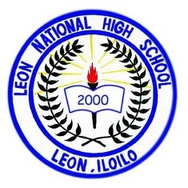 LEON NATIONAL HIGH SCHOOL
2000
LEON, ILOILO